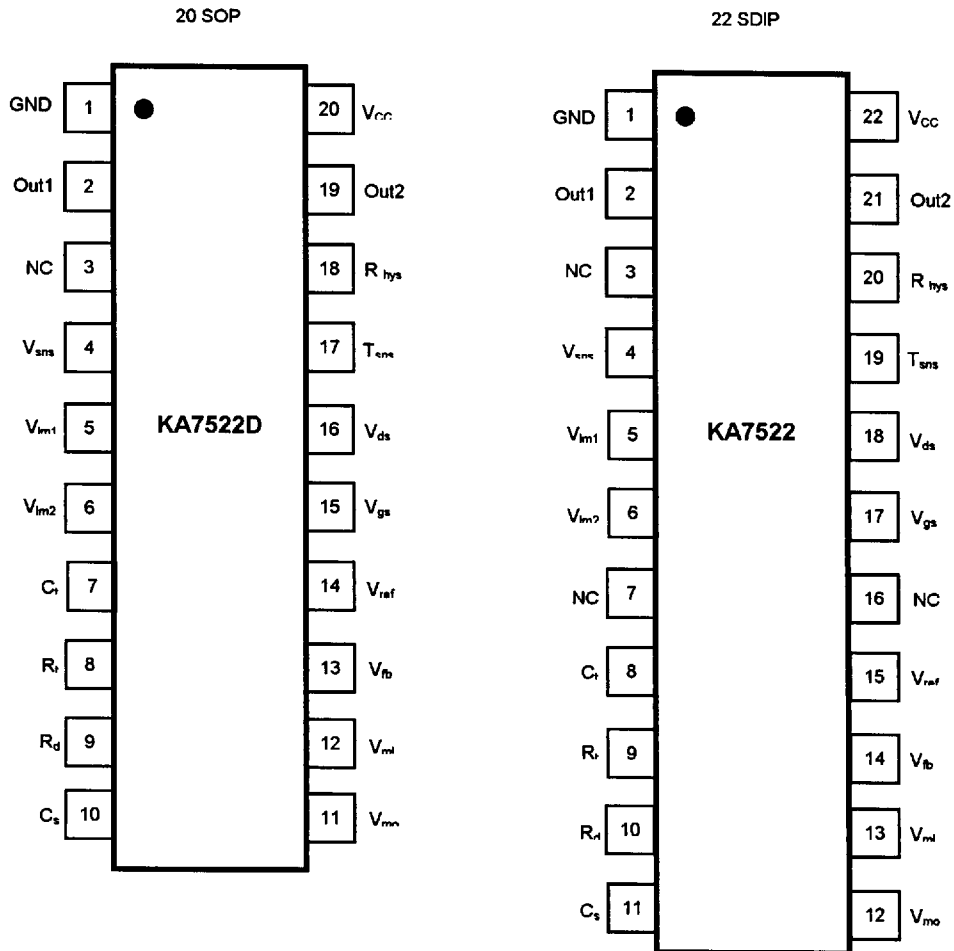 20 SOP
GND 1 20 VCC
Out1 2 19 Out2
NC 3 18 R hys
Vsns 4 17 Tsns
KA7522D
Vlm1 5 16 Vds
Vlm2 6 15 Vgs
Ct 7 14 Vref
Rt 8 13 Vfb
Rd 9 12 Vmi
Cs 10 11 Vmo
22 SDIP
GND 1 22 VCC
Out1 2 21 Out2
NC 3 20 R hys
Vsns 4 19 Tsns
KA7522
Vlm1 5 18 Vds
Vlm2 6 17 Vgs
NC 7 16 NC
Ct 8 15 Vref
Rt 9 14 Vfb
Rd 10 13 Vmi
Cs 11 12 Vmo